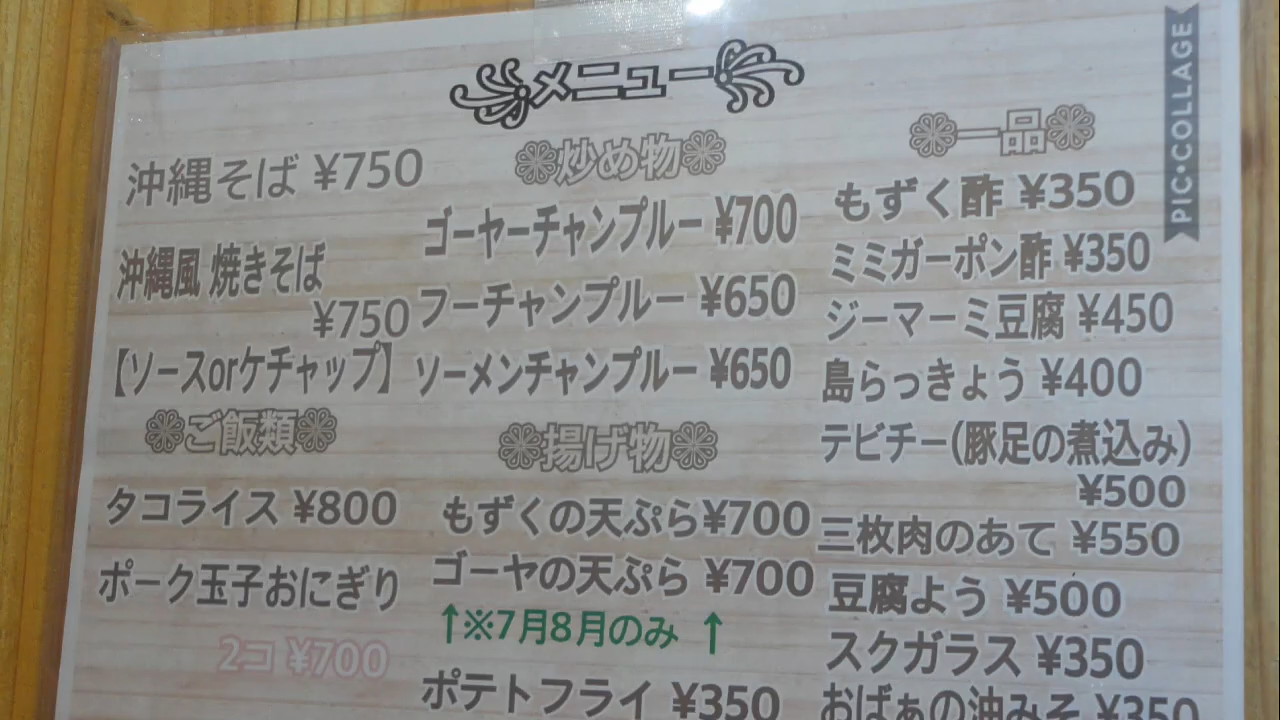 メニュー
沖縄そば ¥750
沖縄風 焼きそば
¥750
【ソースorケチャップ】
ご飯類
タコライス ¥800
ポーク玉子おにぎり
2コ ¥700
炒め物
ゴーヤーチャンプルー ¥700
フーチャンプルー ¥650
ソーメンチャンプルー ¥650
揚げ物
もずくの天ぷら¥700
ゴーヤの天ぷら ¥700
↑※7月8月のみ ↑
ポテトフライ ¥350
一品
もずく酢 ¥350
ミミガーポン酢 ¥350
ジーマーミ豆腐 ¥450
島らっきょう ¥400
テビチー(豚足の煮込み)
¥500
三枚肉のあて ¥550
豆腐よう ¥500
スクガラス ¥350
おばぁの油みそ ¥350
PIC•COLLAGE